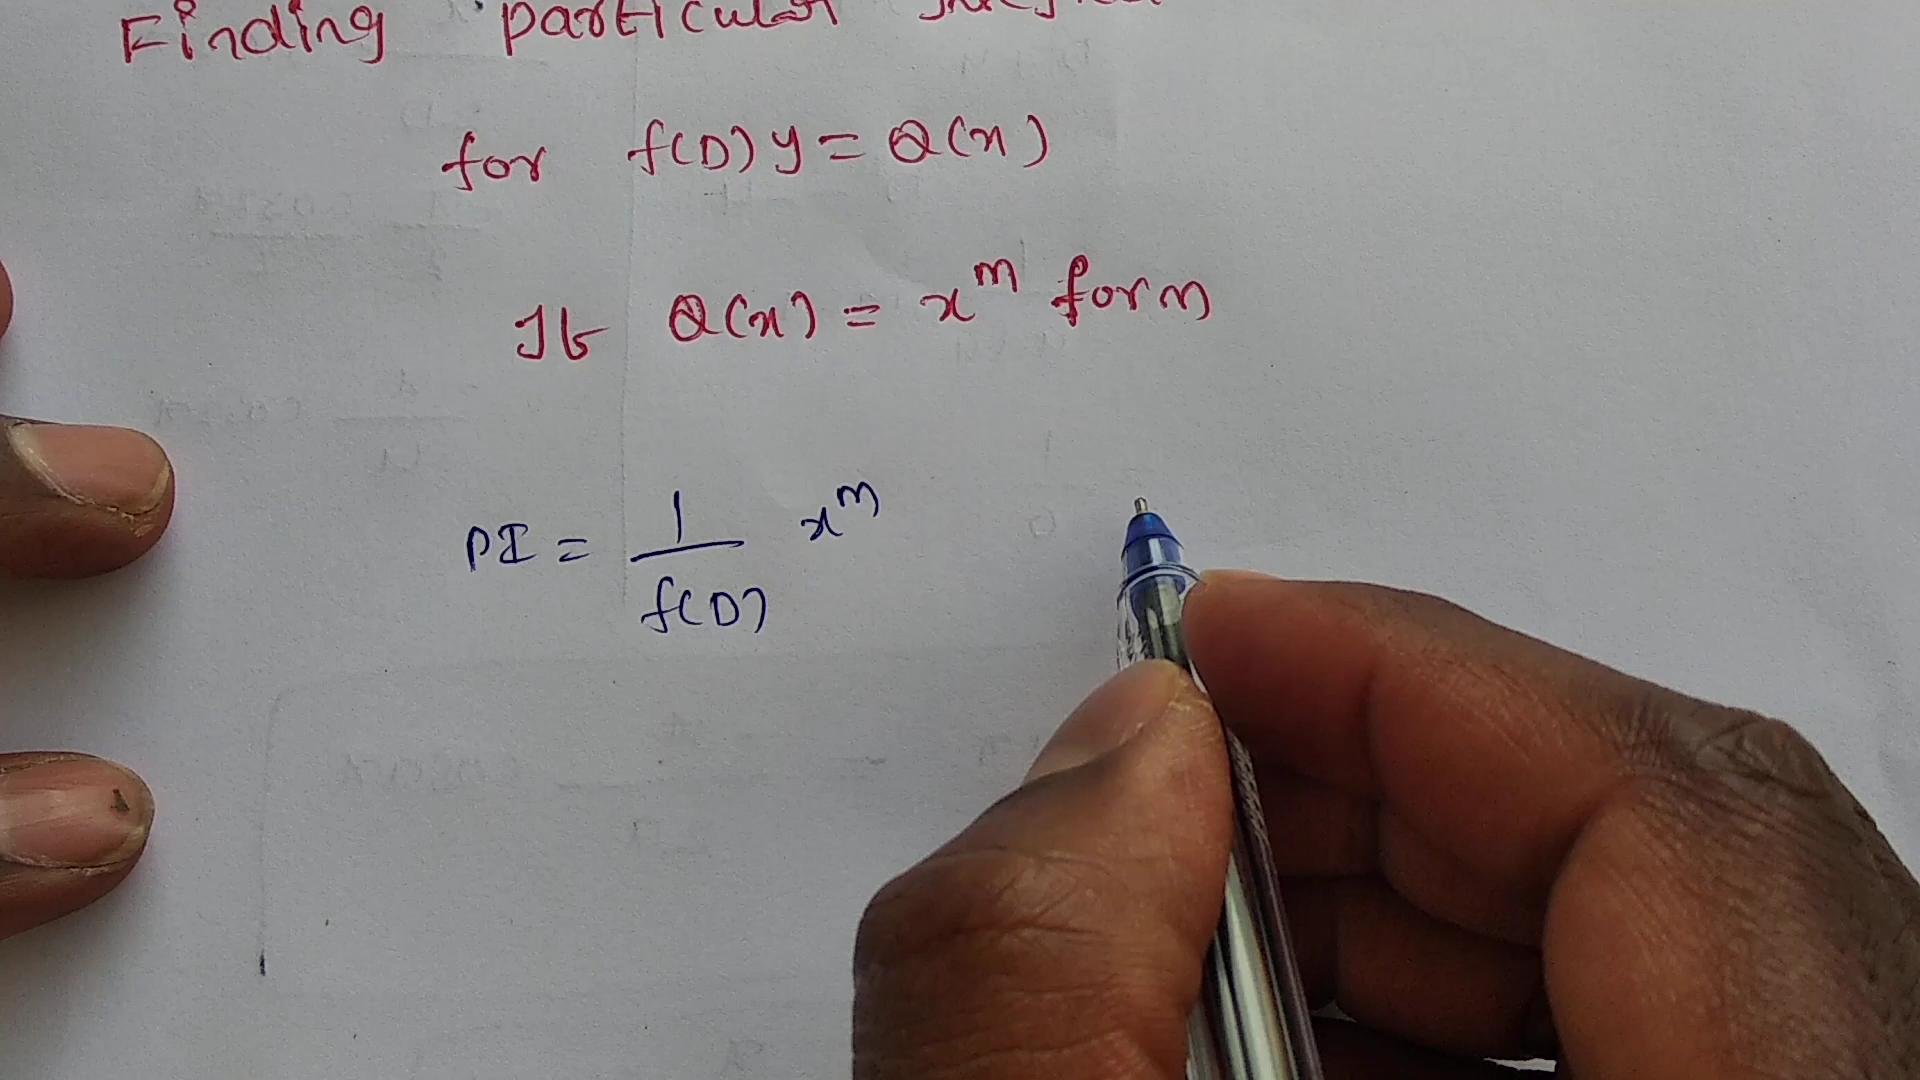 Finding particular
for f(D) y = Q(x)
If Q(x) = x^m form
PI = 1/f(D) x^m